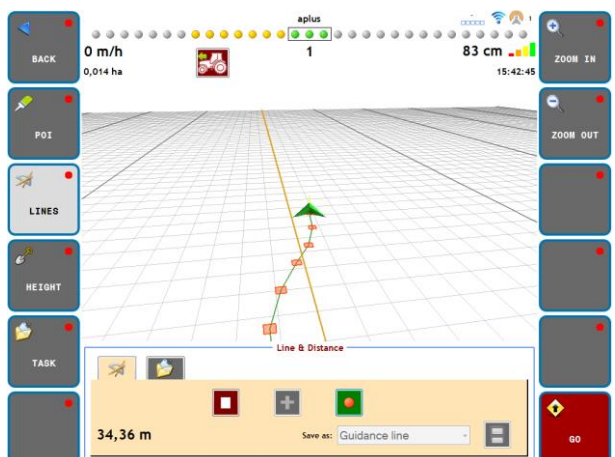 aplus
1
BACK
0 m/h
1
83 cm
ZOOM IN
0,014 ha
15:42:45
POI
ZOOM OUT
LINES
HEIGHT
Line & Distance
TASK
34,36 m
Save as:
Guidance line
GO